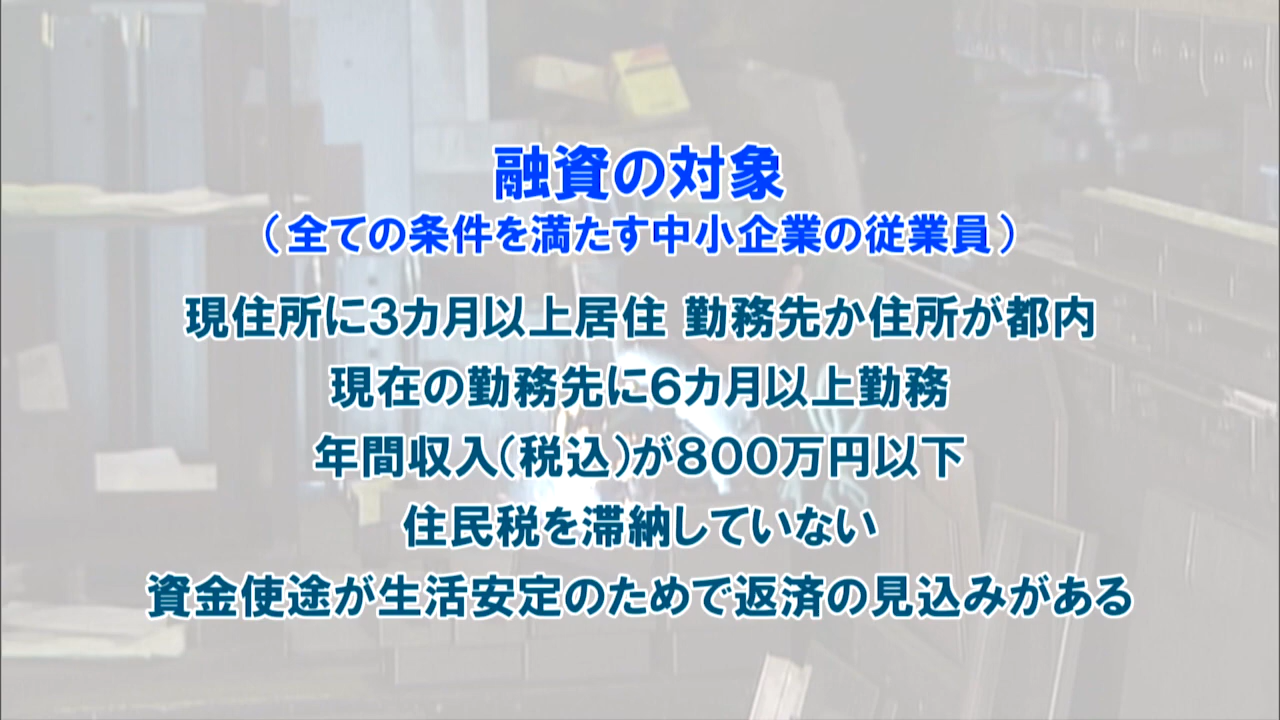 融資の対象
（全ての条件を満たす中小企業の従業員）
現住所に3カ月以上居住 勤務先か住所が都内
現在の勤務先に6カ月以上勤務
年間収入(税込)が800万円以下
住民税を滞納していない
資金使途が生活安定のためで返済の見込みがある